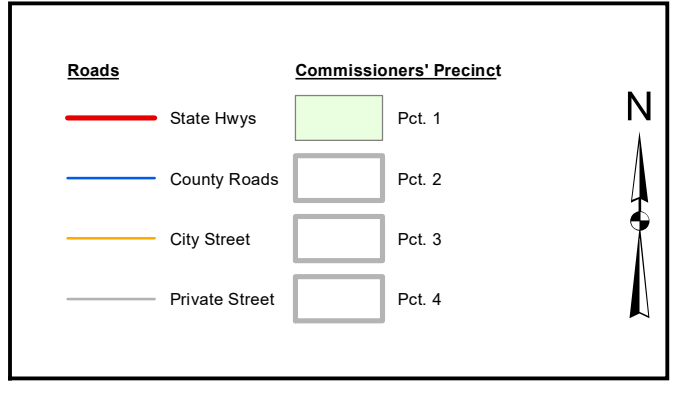 Roads
Commissioners' Precinct
State Hwys
Pct. 1
County Roads
Pct. 2
City Street
Pct. 3
Private Street
Pct. 4
N